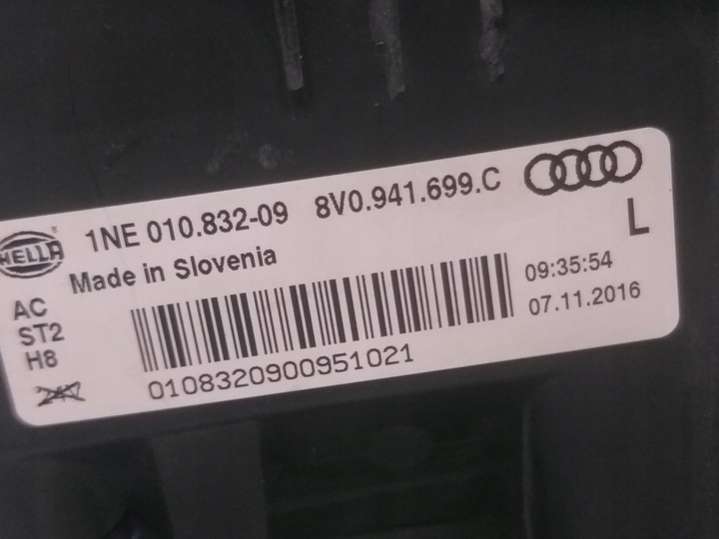 HELLA
1NE 010.832-09 8V0.941.699.C
Made in Slovenia
L
AC
ST2
H8
09:35:54
07.11.2016
0108320900951021